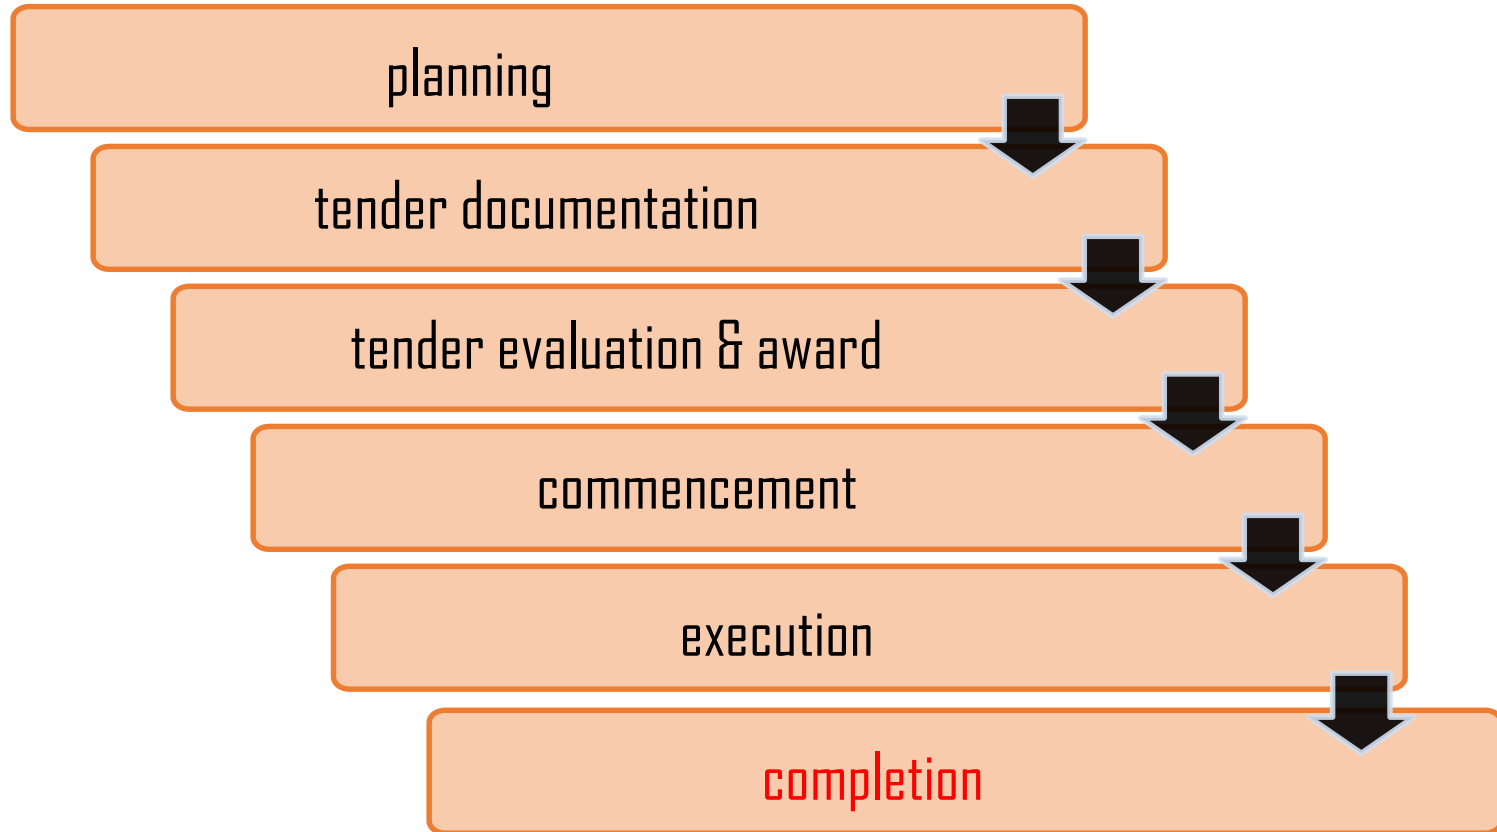 planning
tender documentation
tender evaluation & award
commencement
execution
completion